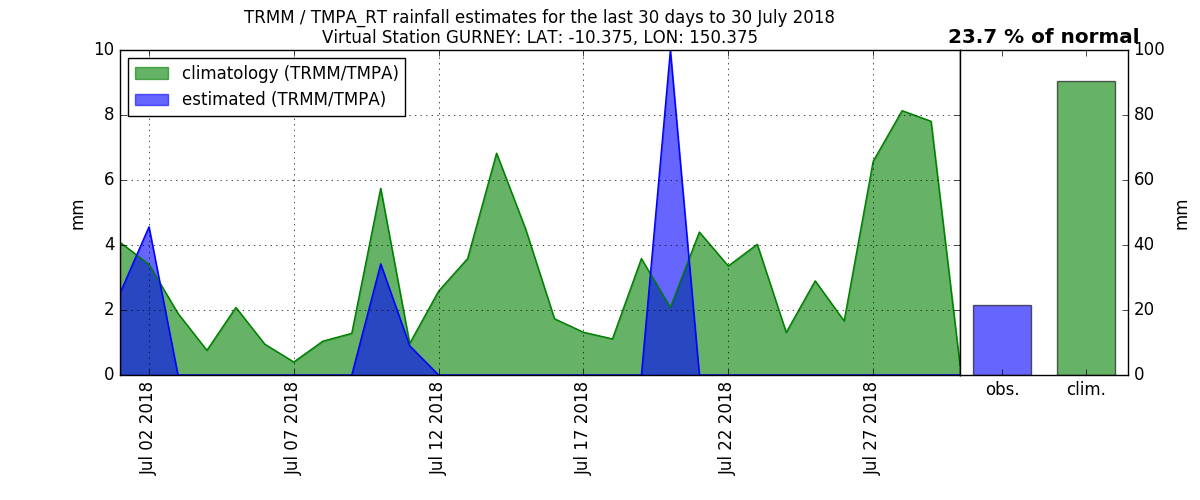 TRMM / TMPA_RT rainfall estimates for the last 30 days to 30 July 2018
Virtual Station GURNEY: LAT: -10.375, LON: 150.375
23.7 % of normal
climatology (TRMM/TMPA)
estimated (TRMM/TMPA)
10
8
6
4
2
0
mm
Jul 02 2018
Jul 07 2018
Jul 12 2018
Jul 17 2018
Jul 22 2018
Jul 27 2018
obs.
clim.
100
80
60
40
20
0
mm